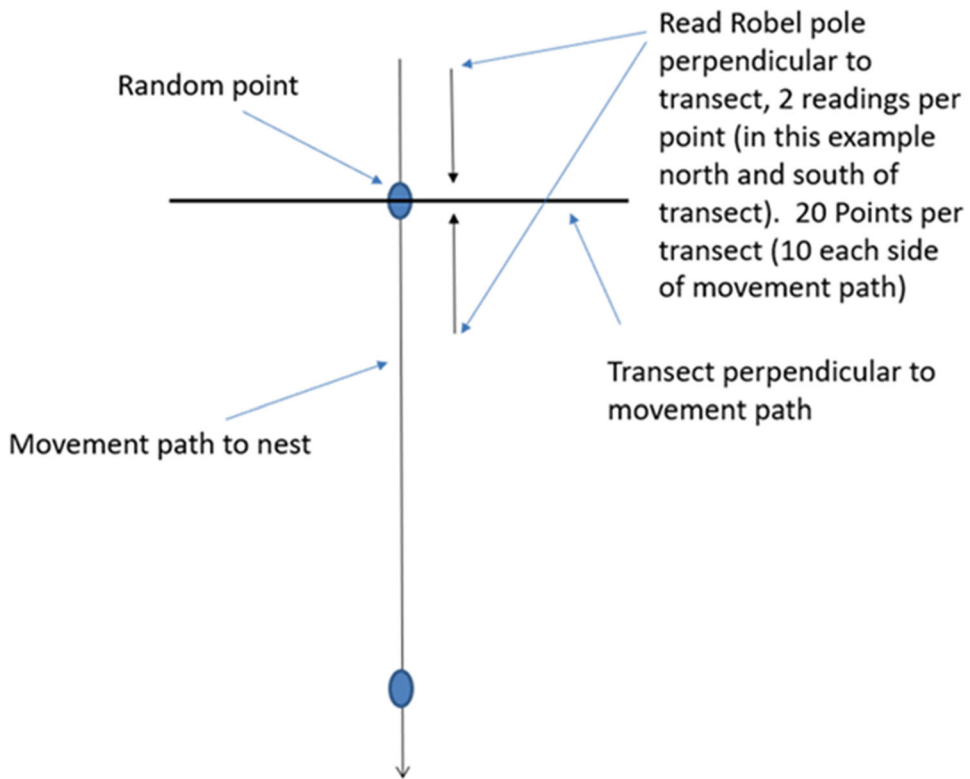 Random point
Read Robel pole
perpendicular to
transect, 2 readings per
point (in this example
north and south of
transect).  20 Points per
transect (10 each side
of movement path)
Transect perpendicular to
movement path
Movement path to nest